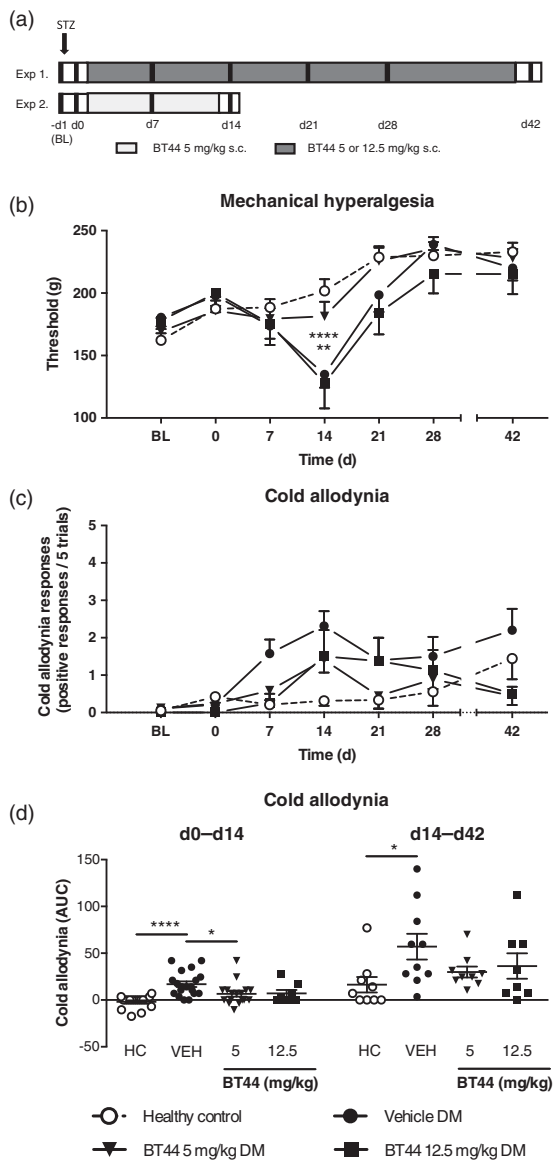 (a)
STZ
Exp 1.
Exp 2.
-d1 d0 d7 d14 d21 d28 d42
(BL)
BT44 5 mg/kg s.c. BT44 5 or 12.5 mg/kg s.c.
(b)
Mechanical hyperalgesia
Threshold (g)
250
200
150
100
****
**
BL 0 7 14 21 28 42
Time (d)
(c)
Cold allodynia
Cold allodynia responses
(positive responses / 5 trials)
5
4
3
2
1
0
BL 0 7 14 21 28 42
Time (d)
Cold allodynia
(d)
d0–d14 d14–d42
Cold allodynia (AUC)
150
100
50
0
-50
**** * *
HC VEH 5 12.5 HC VEH 5 12.5
BT44 (mg/kg) BT44 (mg/kg)
Healthy control Vehicle DM
BT44 5 mg/kg DM BT44 12.5 mg/kg DM